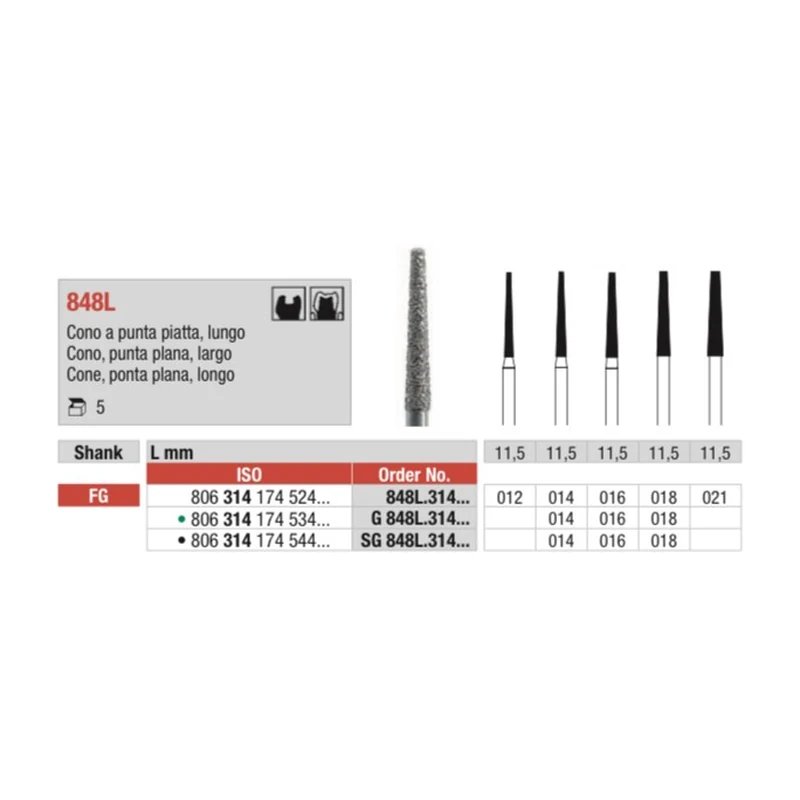 848L
Cono a punta piatta, lungo
Cono, punta plana, largo
Cone, ponta plana, longo
5
Shank L mm 11,5 11,5 11,5 11,5 11,5
ISO Order No.
FG 806 314 174 524... 848L.314... 012 014 016 018 021
• 806 314 174 534... G 848L.314... 014 016 018
• 806 314 174 544... SG 848L.314... 014 016 018